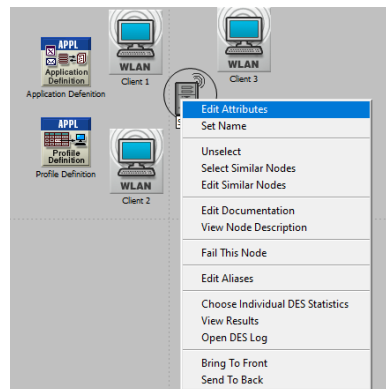 APPL
Application
Definition
Application Defenition
WLAN
Client 1
WLAN
Client 3
APPL
Profile
Definition
Profile Definition
WLAN
Client 2
Edit Attributes
Set Name
Unselect
Select Similar Nodes
Edit Similar Nodes
Edit Documentation
View Node Description
Fail This Node
Edit Aliases
Choose Individual DES Statistics
View Results
Open DES Log
Bring To Front
Send To Back